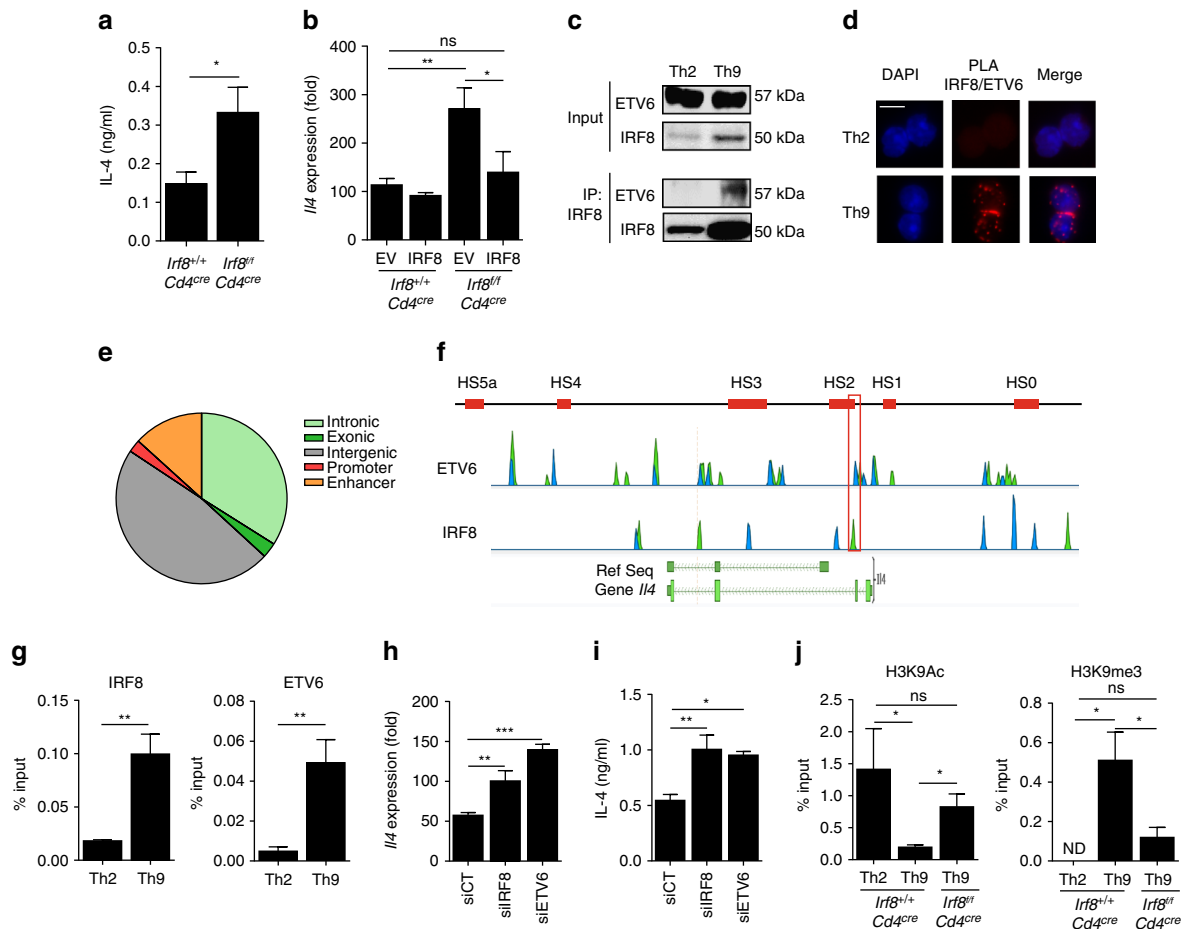 a
IL-4 (ng/ml)
0.5
0.4
0.3
0.2
0.1
0.0
*
Irf8+/+ Cd4cre
Irf8f/f Cd4cre
b
Il4 expression (fold)
400
300
200
100
0
ns
**
*
EV IRF8 EV IRF8
Irf8+/+ Cd4cre
Irf8f/f Cd4cre
c
Th2 Th9
Input
ETV6 57 kDa
IRF8 50 kDa
IP: IRF8
ETV6 57 kDa
IRF8 50 kDa
d
DAPI
PLA IRF8/ETV6
Merge
Th2
Th9
e
Intronic
Exonic
Intergenic
Promoter
Enhancer
f
HS5a HS4 HS3 HS2 HS1 HS0
ETV6
IRF8
Ref Seq
Gene Il4
Il4
g
IRF8
% input
0.15
0.10
0.05
0.00
**
Th2 Th9
ETV6
% input
0.08
0.06
0.04
0.02
0.00
**
Th2 Th9
h
Il4 expression (fold)
200
150
100
50
0
***
**
siCT
siIRF8
siETV6
i
IL-4 (ng/ml)
1.5
1.0
0.5
0.0
*
**
siCT
siIRF8
siETV6
j
H3K9Ac
% input
2.5
2.0
1.5
1.0
0.5
0.0
ns
*
*
Th2 Th9 Th9
Irf8+/+ Cd4cre
Irf8f/f Cd4cre
H3K9me3
% input
0.8
0.6
0.4
0.2
0.0
ns
*
*
ND
Th2 Th9 Th9
Irf8+/+ Cd4cre
Irf8f/f Cd4cre